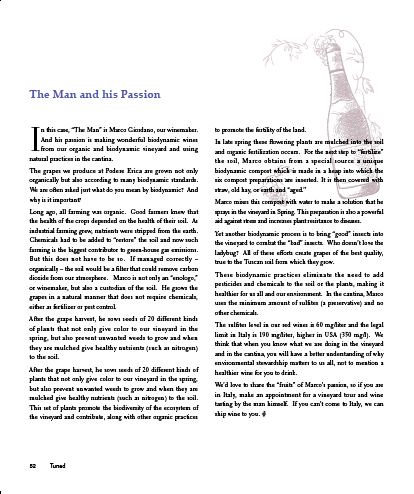 The Man and his Passion
In this case, "The Man" is Marco Giordano, our winemaker.
And his passion is making wonderful biodynamic wines
from our organic and biodynamic vineyard and using
natural practices in the cantina.
The grapes we produce at Podere Erica are grown not only
organically but also according to many biodynamic standards.
We are often asked just what do you mean by biodynamic? And
why is it important?
Long ago, all farming was organic. Good farmers knew that
the health of the crop depended on the health of their soil. As
industrial farming grew, nutrients were stripped from the earth.
Chemicals had to be added to "restore" the soil and now such
farming is the biggest contributor to green-house gas emissions.
But this does not have to be so. If managed correctly –
organically – the soil would be a filter that could remove carbon
dioxide from our atmosphere. Marco is not only an "enologo,"
or winemaker, but also a custodian of the soil. He grows the
grapes in a natural manner that does not require chemicals,
either as fertilizer or pest control.
After the grape harvest, he sows seeds of 20 different kinds
of plants that not only give color to our vineyard in the
spring, but also prevent unwanted weeds to grow and when
they are mulched give healthy nutrients (such as nitrogen)
to the soil.
After the grape harvest, he sows seeds of 20 different kinds of
plants that not only give color to our vineyard in the spring,
but also prevent unwanted weeds to grow and when they are
mulched give healthy nutrients (such as nitrogen) to the soil.
This set of plants promote the biodiversity of the ecosystem of
the vineyard and contribute, along with other organic practices
to promote the fertility of the land.
In late spring these flowering plants are mulched into the soil
and organic fertilization occurs. For the next step to "fertilize"
the soil, Marco obtains from a special source a unique
biodynamic compost which is made in a heap into which the
six compost preparations are inserted. It is then covered with
straw, old hay, or earth and "aged."
Marco mixes this compost with water to make a solution that he
sprays in the vineyard in Spring. This preparation is also a powerful
aid against stress and increases plant resistance to diseases.
Yet another biodynamic process is to bring "good" insects into
the vineyard to combat the "bad" insects. Who doesn't love the
ladybug? All of these efforts create grapes of the best quality,
true to the Tuscan soil from which they grow.
These biodynamic practices eliminate the need to add
pesticides and chemicals to the soil or the plants, making it
healthier for us all and our environment. In the cantina, Marco
uses the minimum amount of sulfites (a preservative) and no
other chemicals.
The sulfites level in our red wines is 60 mg/liter and the legal
limit in Italy is 190 mg/liter, higher in USA (350 mg/l). We
think that when you know what we are doing in the vineyard
and in the cantina, you will have a better understanding of why
environmental stewardship matters to us all, not to mention a
healthier wine for you to drink.
We'd love to share the "fruits" of Marco's passion, so if you are
in Italy, make an appointment for a vineyard tour and wine
tasting by the man himself. If you can't come to Italy, we can
ship wine to you.
52 Tuned